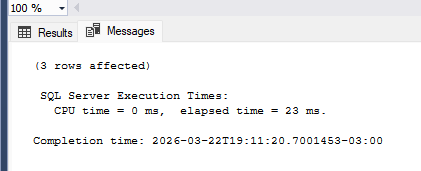 100 %
Results Messages
(3 rows affected)
SQL Server Execution Times:
CPU time = 0 ms, elapsed time = 23 ms.
Completion time: 2026-03-22T19:11:20.7001453-03:00